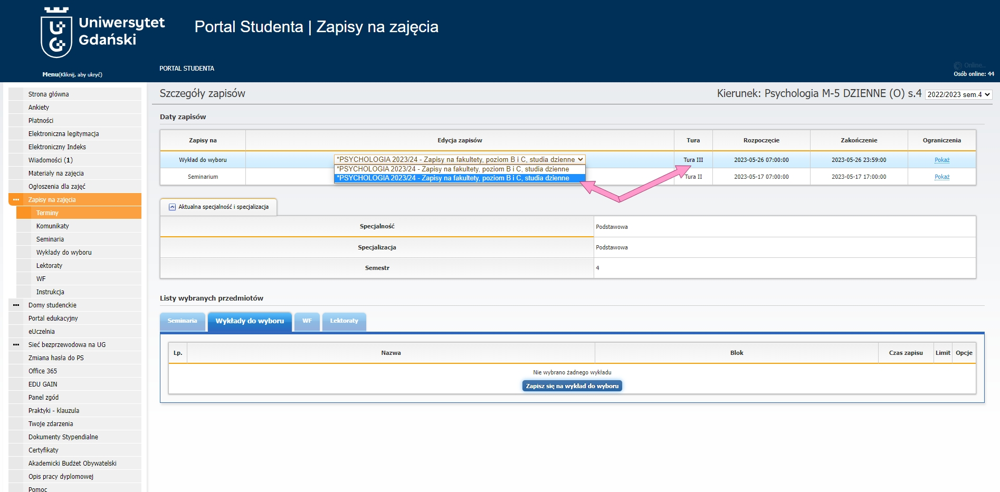 Uniwersytet
Gdański
Portal Studenta | Zapisy na zajęcia
Menu(Kliknij, aby ukryć)
PORTAL STUDENTA
Online..
Osób online: 44
Strona główna
Ankiety
Płatności
Elektroniczna legitymacja
Elektroniczny Indeks
Wiadomości (1)
Materiały na zajęcia
Ogłoszenia dla zajęć
Zapisy na zajęcia
Terminy
Komunikaty
Seminaria
Wykłady do wyboru
Lektoraty
WF
Instrukcja
Domy studenckie
Portal edukacyjny
eUczelnia
Sieć bezprzewodowa na UG
Zmiana hasła do PS
Office 365
EDU GAIN
Panel zgód
Praktyki - klauzula
Twoje zdarzenia
Dokumenty Stypendialne
Certyfikaty
Akademicki Budżet Obywatelski
Opis pracy dyplomowej
Pomoc
Szczegóły zapisów
Kierunek: Psychologia M-5 DZIENNE (O) s.4 2022/2023 sem.4
Daty zapisów
Zapisy na Edycja zapisów Tura Rozpoczęcie Zakończenie Ograniczenia
Wykład do wyboru *PSYCHOLOGIA 2023/24 - Zapisy na fakultety, poziom B i C, studia dzienne Tura III 2023-05-26 07:00:00 2023-05-26 23:59:00 Pokaż
*PSYCHOLOGIA 2023/24 - Zapisy na fakultety, poziom B i C, studia dzienne
*PSYCHOLOGIA 2023/24 - Zapisy na fakultety, poziom B i C, studia dzienne
Seminarium Tura II 2023-05-17 07:00:00 2023-05-17 17:00:00 Pokaż
Aktualna specjalność i specjalizacja
Specjalność Podstawowa
Specjalizacja Podstawowa
Semestr 4
Listy wybranych przedmiotów
Seminaria Wykłady do wyboru WF Lektoraty
Lp. Nazwa Blok Czas zapisu Limit Opcje
Nie wybrano żadnego wykładu
Zapisz się na wykład do wyboru